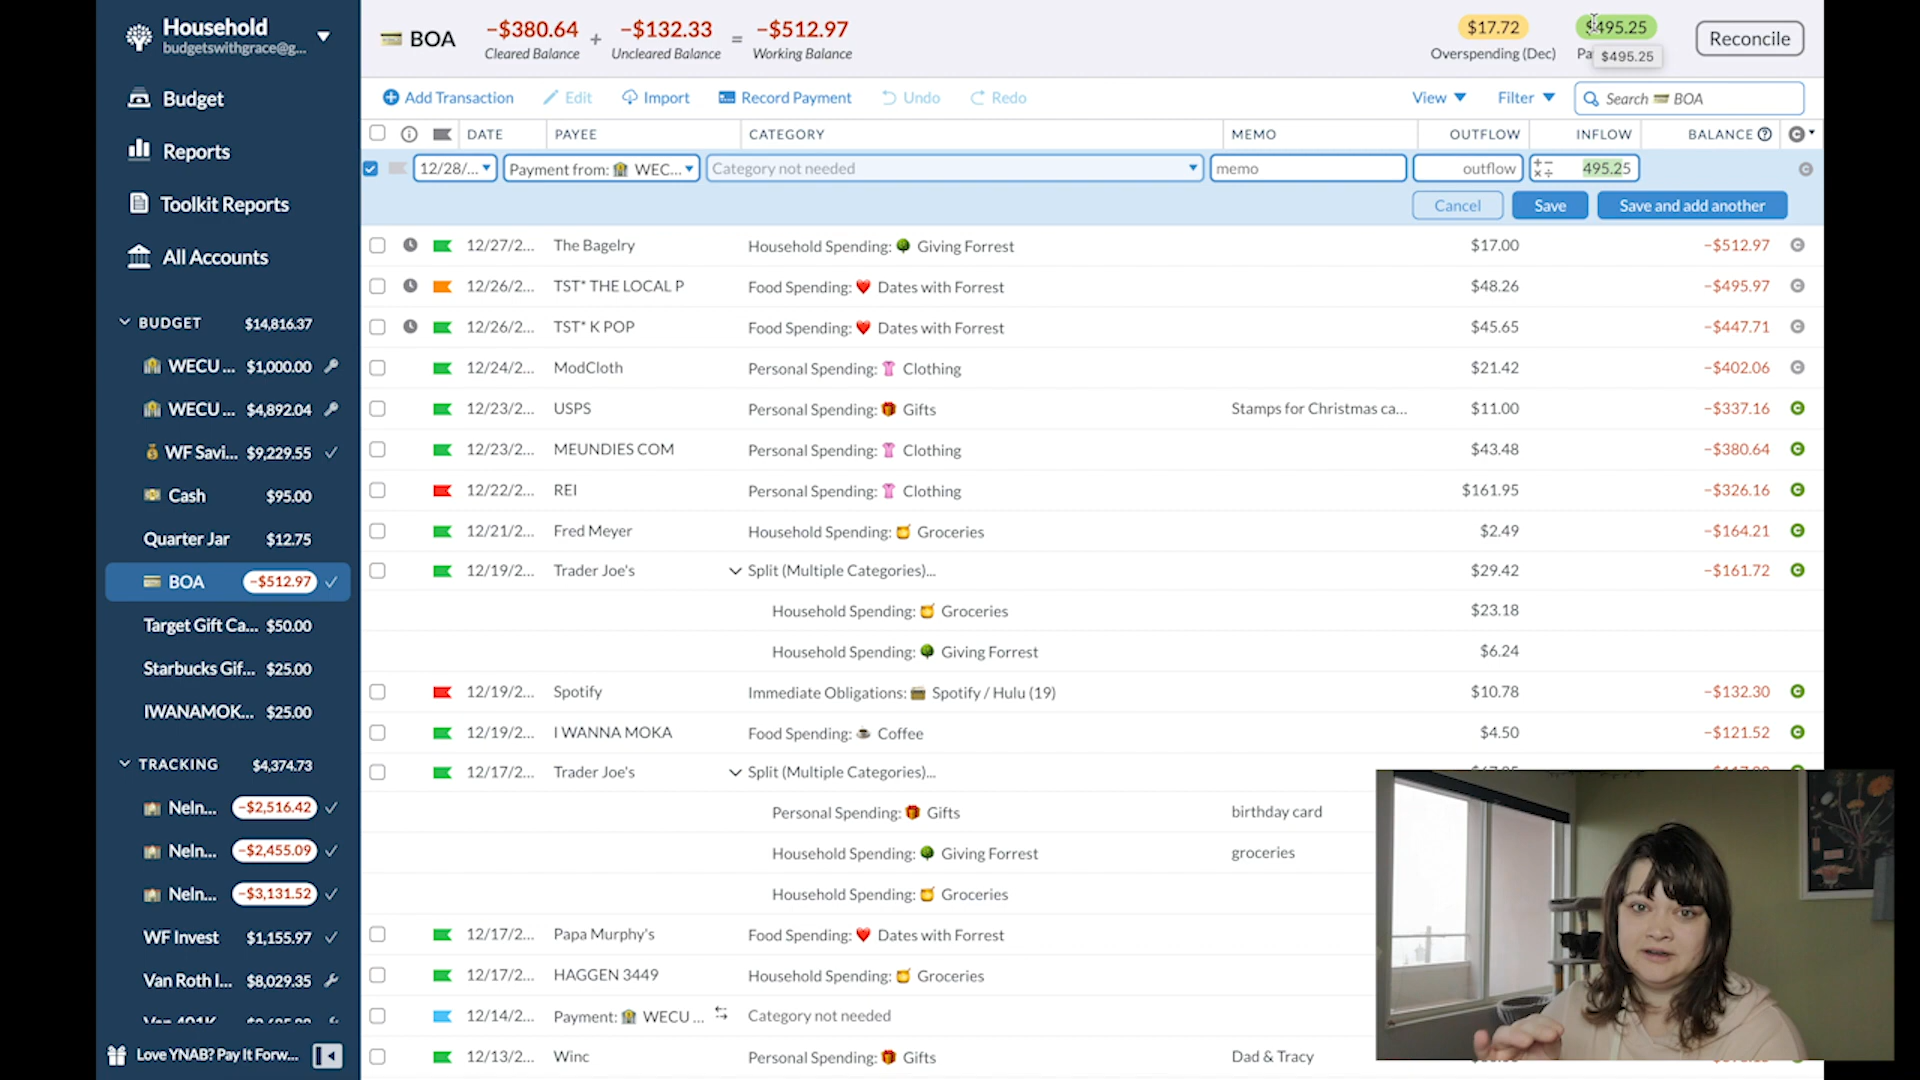 Household
budgetswithgrace@g...
Budget
Reports
Toolkit Reports
All Accounts
BUDGET $14,816.37
WECU ... $1,000.00
WECU ... $4,892.04
WF Savi... $9,229.55
Cash $95.00
Quarter Jar $12.75
BOA −$512.97
Target Gift Ca... $50.00
Starbucks Gif... $25.00
IWANAMOK... $25.00
TRACKING $4,374.73
Neln... −$2,516.42
Neln... −$2,455.09
Neln... −$3,131.52
WF Invest $1,155.97
Van Roth I... $8,029.35
Love YNAB? Pay It Forw...
BOA
−$380.64 + −$132.33 = −$512.97
Cleared Balance Uncleared Balance Working Balance
$17.72 $495.25
Overspending (Dec)
$495.25
Reconcile
Add Transaction Edit Import Record Payment Undo Redo View Filter Search BOA
DATE PAYEE CATEGORY MEMO OUTFLOW INFLOW BALANCE
12/28/... Payment from: WEC... Category not needed memo outflow 495.25
Cancel Save Save and add another
12/27/2... The Bagelry Household Spending: Giving Forrest $17.00 −$512.97
12/26/2... TST* THE LOCAL P Food Spending: ❤️ Dates with Forrest $48.26 −$495.97
12/26/2... TST* K POP Food Spending: ❤️ Dates with Forrest $45.65 −$447.71
12/24/2... ModCloth Personal Spending: Clothing $21.42 −$402.06
12/23/2... USPS Personal Spending: Gifts Stamps for Christmas ca... $11.00 −$337.16
12/23/2... MEUNDIES COM Personal Spending: Clothing $43.48 −$380.64
12/22/2... REI Personal Spending: Clothing $161.95 −$326.16
12/21/2... Fred Meyer Household Spending: Groceries $2.49 −$164.21
12/19/2... Trader Joe's Split (Multiple Categories)... $29.42 −$161.72
Household Spending: Groceries $23.18
Household Spending: Giving Forrest $6.24
12/19/2... Spotify Immediate Obligations: Spotify / Hulu (19) $10.78 −$132.30
12/19/2... I WANNA MOKA Food Spending: Coffee $4.50 −$121.52
12/17/2... Trader Joe's Split (Multiple Categories)...
Personal Spending: Gifts birthday card
Household Spending: Giving Forrest groceries
Household Spending: Groceries
12/17/2... Papa Murphy's Food Spending: ❤️ Dates with Forrest
12/17/2... HAGGEN 3449 Household Spending: Groceries
12/14/2... Payment: WECU ... Category not needed
12/13/2... Winc Personal Spending: Gifts Dad & Tracy